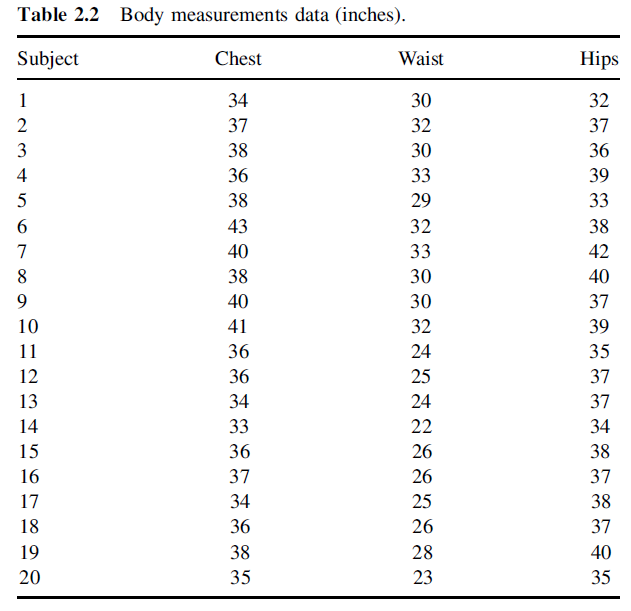 Table 2.2 Body measurements data (inches).
Subject Chest Waist Hips
1 34 30 32
2 37 32 37
3 38 30 36
4 36 33 39
5 38 29 33
6 43 32 38
7 40 33 42
8 38 30 40
9 40 30 37
10 41 32 39
11 36 24 35
12 36 25 37
13 34 24 37
14 33 22 34
15 36 26 38
16 37 26 37
17 34 25 38
18 36 26 37
19 38 28 40
20 35 23 35